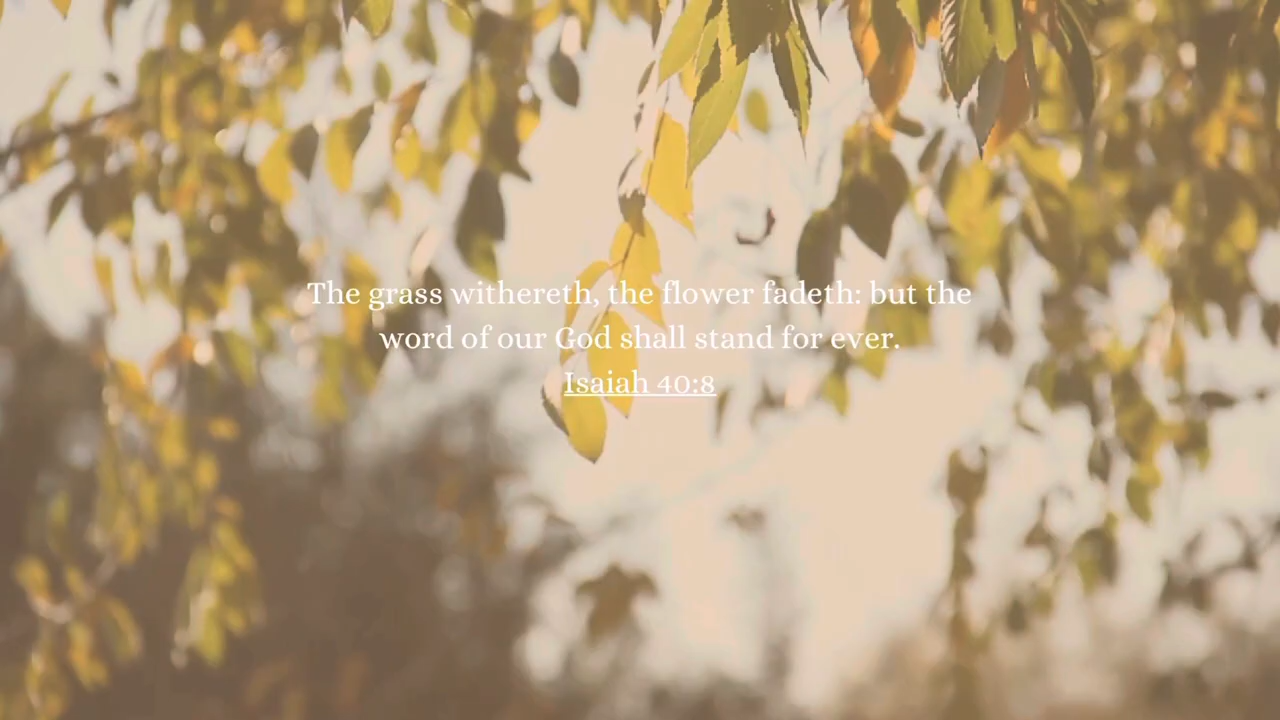 The grass withereth, the flower fadeth: but the
word of our God shall stand for ever.
Isaiah 40:8